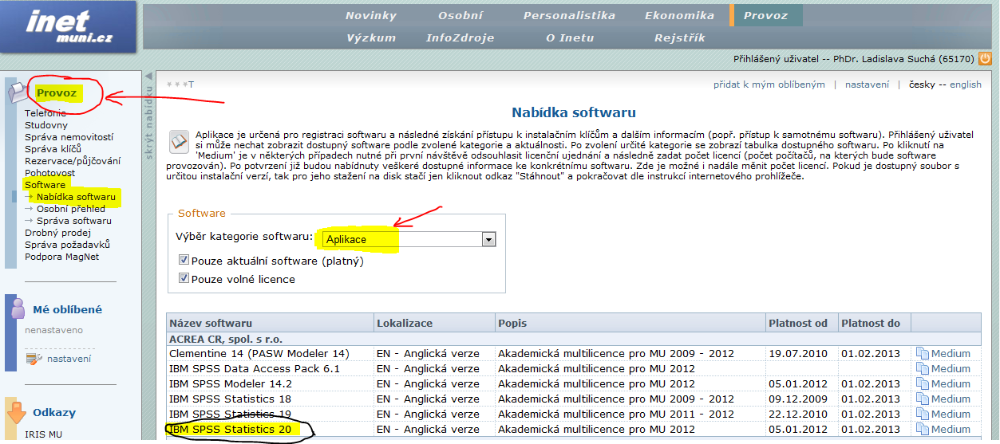 inet
muni.cz
Novinky Osobní Personalistika Ekonomika Provoz
Výzkum InfoZdroje O Inetu Rejstřík
Přihlášený uživatel -- PhDr. Ladislava Suchá (65170)
Provoz
Telefonie
Studovny
Správa nemovitostí
Správa klíčů
Rezervace/půjčování
Pohotovost
Software
→ Nabídka softwaru
→ Osobní přehled
→ Správa softwaru
Drobný prodej
Správa požadavků
Podpora MagNet
Mé oblíbené
nenastaveno
nastavení
Odkazy
IRIS MU
skrýt nabídku
***T
přidat k mým oblíbeným | nastavení | česky -- english
Nabídka softwaru
Aplikace je určená pro registraci softwaru a následné získání přístupu k instalačním klíčům a dalším informacím (popř. přístup k samotnému softwaru). Přihlášený uživatel
si může nechat zobrazit dostupný software podle zvolené kategorie a aktuálnosti. Po zvolení určité kategorie se zobrazí tabulka dostupného softwaru. Po kliknutí na
'Medium' je v některých případech nutné při první návštěvě odsouhlasit licenční ujednání a následně zadat počet licencí (počet počítačů, na kterých bude software
provozován). Po potvrzení již budou nabídnuty veškeré dostupné informace ke konkrétnímu softwaru. Zde je možné i nadále měnit počet licencí. Pokud je dostupný soubor s
určitou instalační verzí, tak pro jeho stažení na disk stačí jen kliknout odkaz "Stáhnout" a pokračovat dle instrukcí internetového prohlížeče.
Software
Výběr kategorie softwaru: Aplikace
Pouze aktuální software (platný)
Pouze volné licence
Název softwaru Lokalizace Popis Platnost od Platnost do
ACREA CR, spol. s r.o.
Clementine 14 (PASW Modeler 14) EN - Anglická verze Akademická multilicence pro MU 2009 - 2012 19.07.2010 01.02.2013 Medium
IBM SPSS Data Access Pack 6.1 EN - Anglická verze Akademická multilicence pro MU 2012 Medium
IBM SPSS Modeler 14.2 EN - Anglická verze Akademická multilicence pro MU 2012 05.01.2012 01.02.2013 Medium
IBM SPSS Statistics 18 EN - Anglická verze Akademická multilicence pro MU 2009 - 2012 09.12.2009 01.02.2013 Medium
IBM SPSS Statistics 19 EN - Anglická verze Akademická multilicence pro MU 2011 - 2012 22.12.2010 01.02.2013 Medium
IBM SPSS Statistics 20 EN - Anglická verze Akademická multilicence pro MU 2012 05.01.2012 01.02.2013 Medium